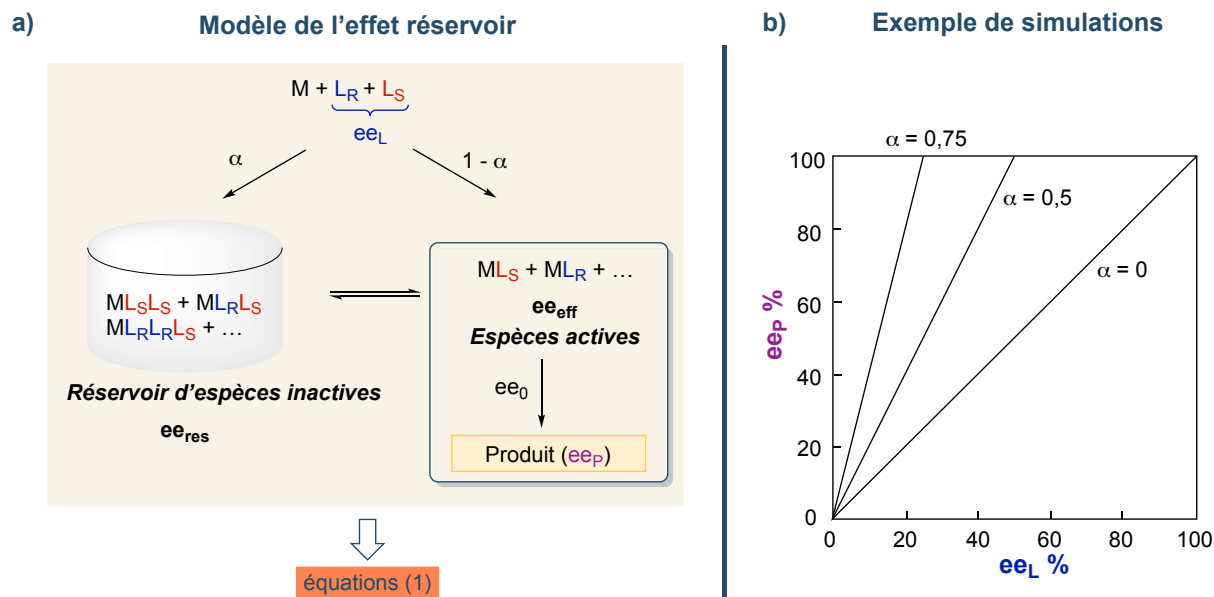 a) Modèle de l'effet réservoir
M + LR + LS
eeL
α
1 - α
MLSLS + MLRLS
MLRLRLS + …
Réservoir d'espèces inactives
eeres
MLS + MLR + …
eeeff
Espèces actives
ee0
Produit (eeP)
équations (1)
b) Exemple de simulations
α = 0,75
α = 0,5
α = 0
100
80
60
40
20
0
eeP %
0 20 40 60 80 100
eeL %